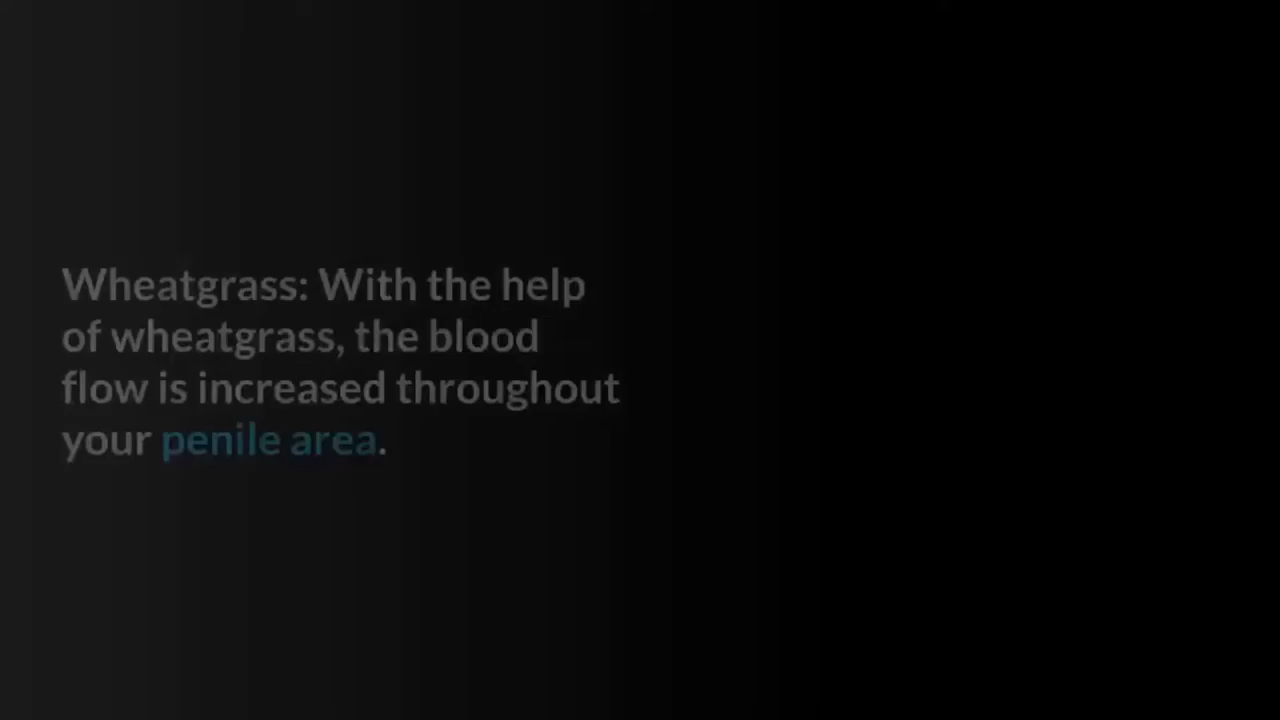 Wheatgrass: With the help
of wheatgrass, the blood
flow is increased throughout
your penile area.